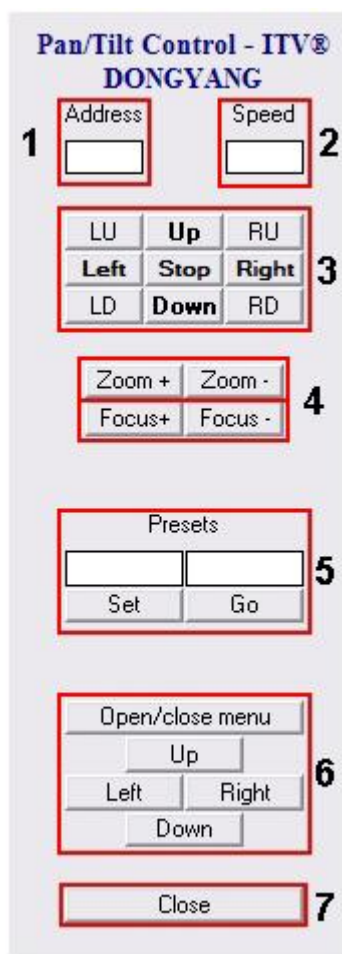 Pan/Tilt Control - ITV®
DONGYANG
Address Speed
1 2
LU Up RU
Left Stop Right 3
LD Down RD
Zoom + Zoom -
4
Focus+ Focus -
Presets
5
Set Go
Open/close menu
Up
6
Left Right
Down
Close 7